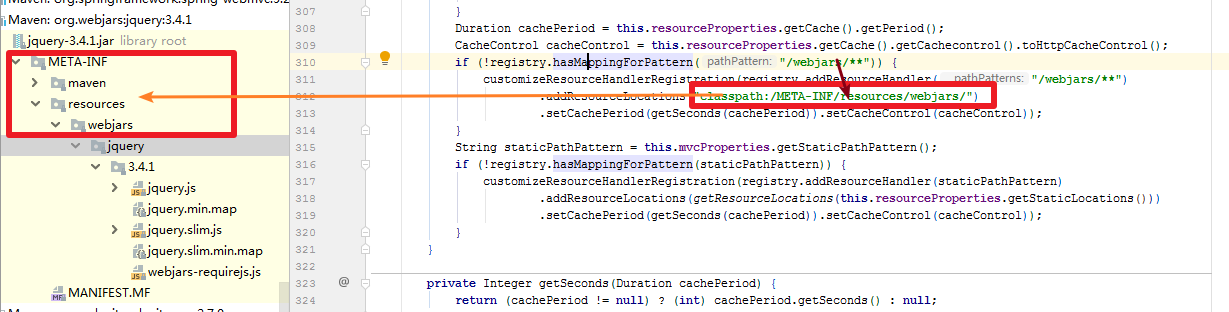 Maven: org.springframework:spring-webmvc:5.2
Maven: org.webjars:jquery:3.4.1
jquery-3.4.1.jar library root
META-INF
maven
resources
webjars
jquery
3.4.1
jquery.js
jquery.min.map
jquery.slim.js
jquery.slim.min.map
webjars-requirejs.js
MANIFEST.MF
307 }
308 Duration cachePeriod = this.resourceProperties.getCache().getPeriod();
309 CacheControl cacheControl = this.resourceProperties.getCache().getCachecontrol().toHttpCacheControl();
310 if (!registry.hasMappingForPattern( pathPattern: "/webjars/**")) {
311 customizeResourceHandlerRegistration(registry.addResourceHandler( pathPatterns: "/webjars/**")
.addResourceLocations("classpath:/META-INF/resources/webjars/")
313 .setCachePeriod(getSeconds(cachePeriod)).setCacheControl(cacheControl));
314 }
315 String staticPathPattern = this.mvcProperties.getStaticPathPattern();
316 if (!registry.hasMappingForPattern(staticPathPattern)) {
317 customizeResourceHandlerRegistration(registry.addResourceHandler(staticPathPattern)
318 .addResourceLocations(getResourceLocations(this.resourceProperties.getStaticLocations()))
319 .setCachePeriod(getSeconds(cachePeriod)).setCacheControl(cacheControl));
320 }
321 }
322
323 @ private Integer getSeconds(Duration cachePeriod) {
324 return (cachePeriod != null) ? (int) cachePeriod.getSeconds() : null;